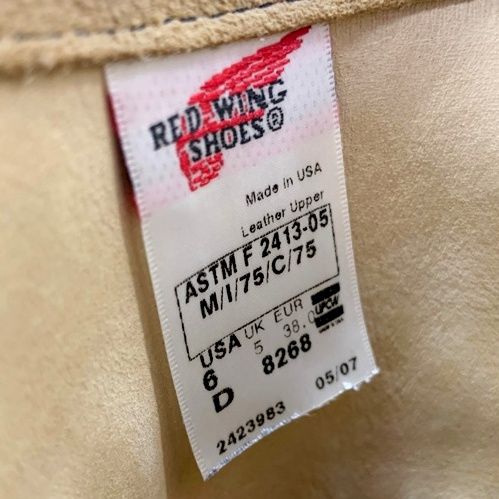 RED WING
SHOES®
Made in USA
Leather Upper
ASTM F 2413-05
M/I/75/C/75
USA UK EUR
6 5 38.0
D 8268
UPCW
05/07
2423983